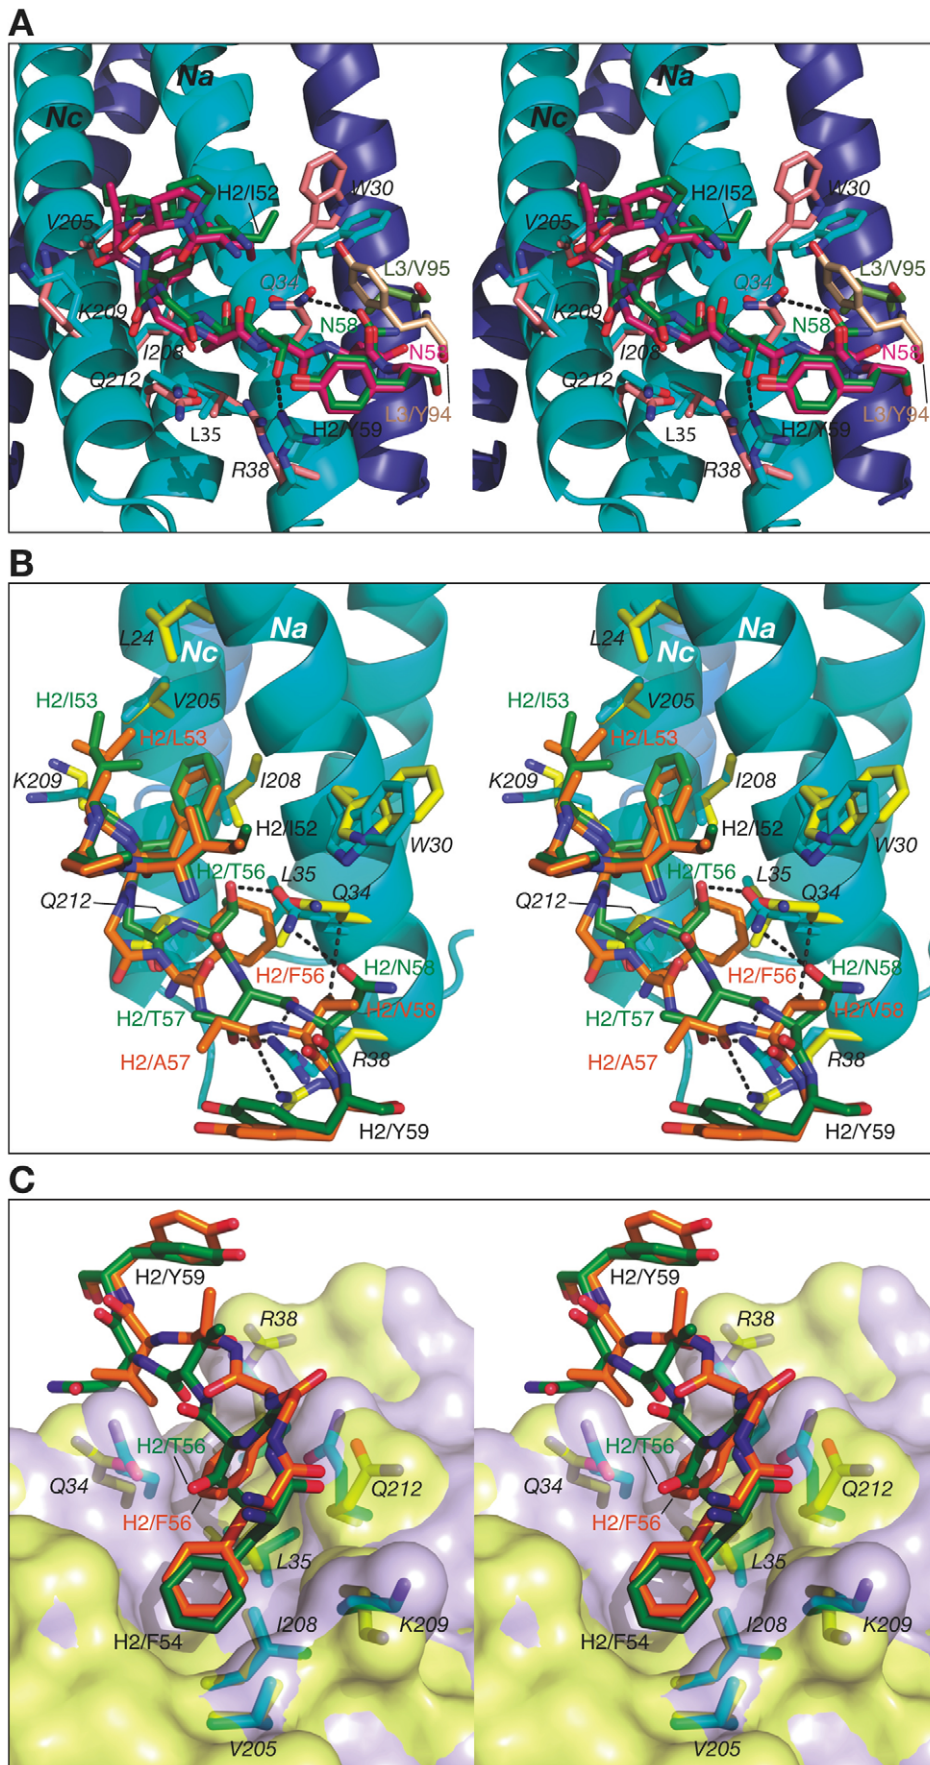 A
Na
Na
Nc
Nc
H2/I52
W30
H2/I52
W30
V205
V205
L3/V95
L3/V95
Q34
Q34
K209
K209
N58
N58
I208
N58
I208
N58
Q212
Q212
L3/Y94
L3/Y94
L35
H2/Y59
L35
H2/Y59
R38
R38
B
L24
Na
L24
Na
Nc
Nc
H2/I53
V205
H2/I53
V205
H2/L53
H2/L53
K209
I208
K209
I208
H2/I52
W30
H2/I52
W30
H2/T56
L35
H2/T56
L35
Q212
Q34
Q212
Q34
H2/F56
H2/N58
H2/F56
H2/N58
H2/T57
H2/V58
H2/T57
H2/V58
H2/A57
R38
H2/A57
R38
H2/Y59
H2/Y59
C
H2/Y59
H2/Y59
R38
R38
H2/T56
H2/T56
Q34
Q212
Q34
Q212
H2/F56
H2/F56
L35
L35
H2/F54
I208
K209
H2/F54
I208
K209
V205
V205